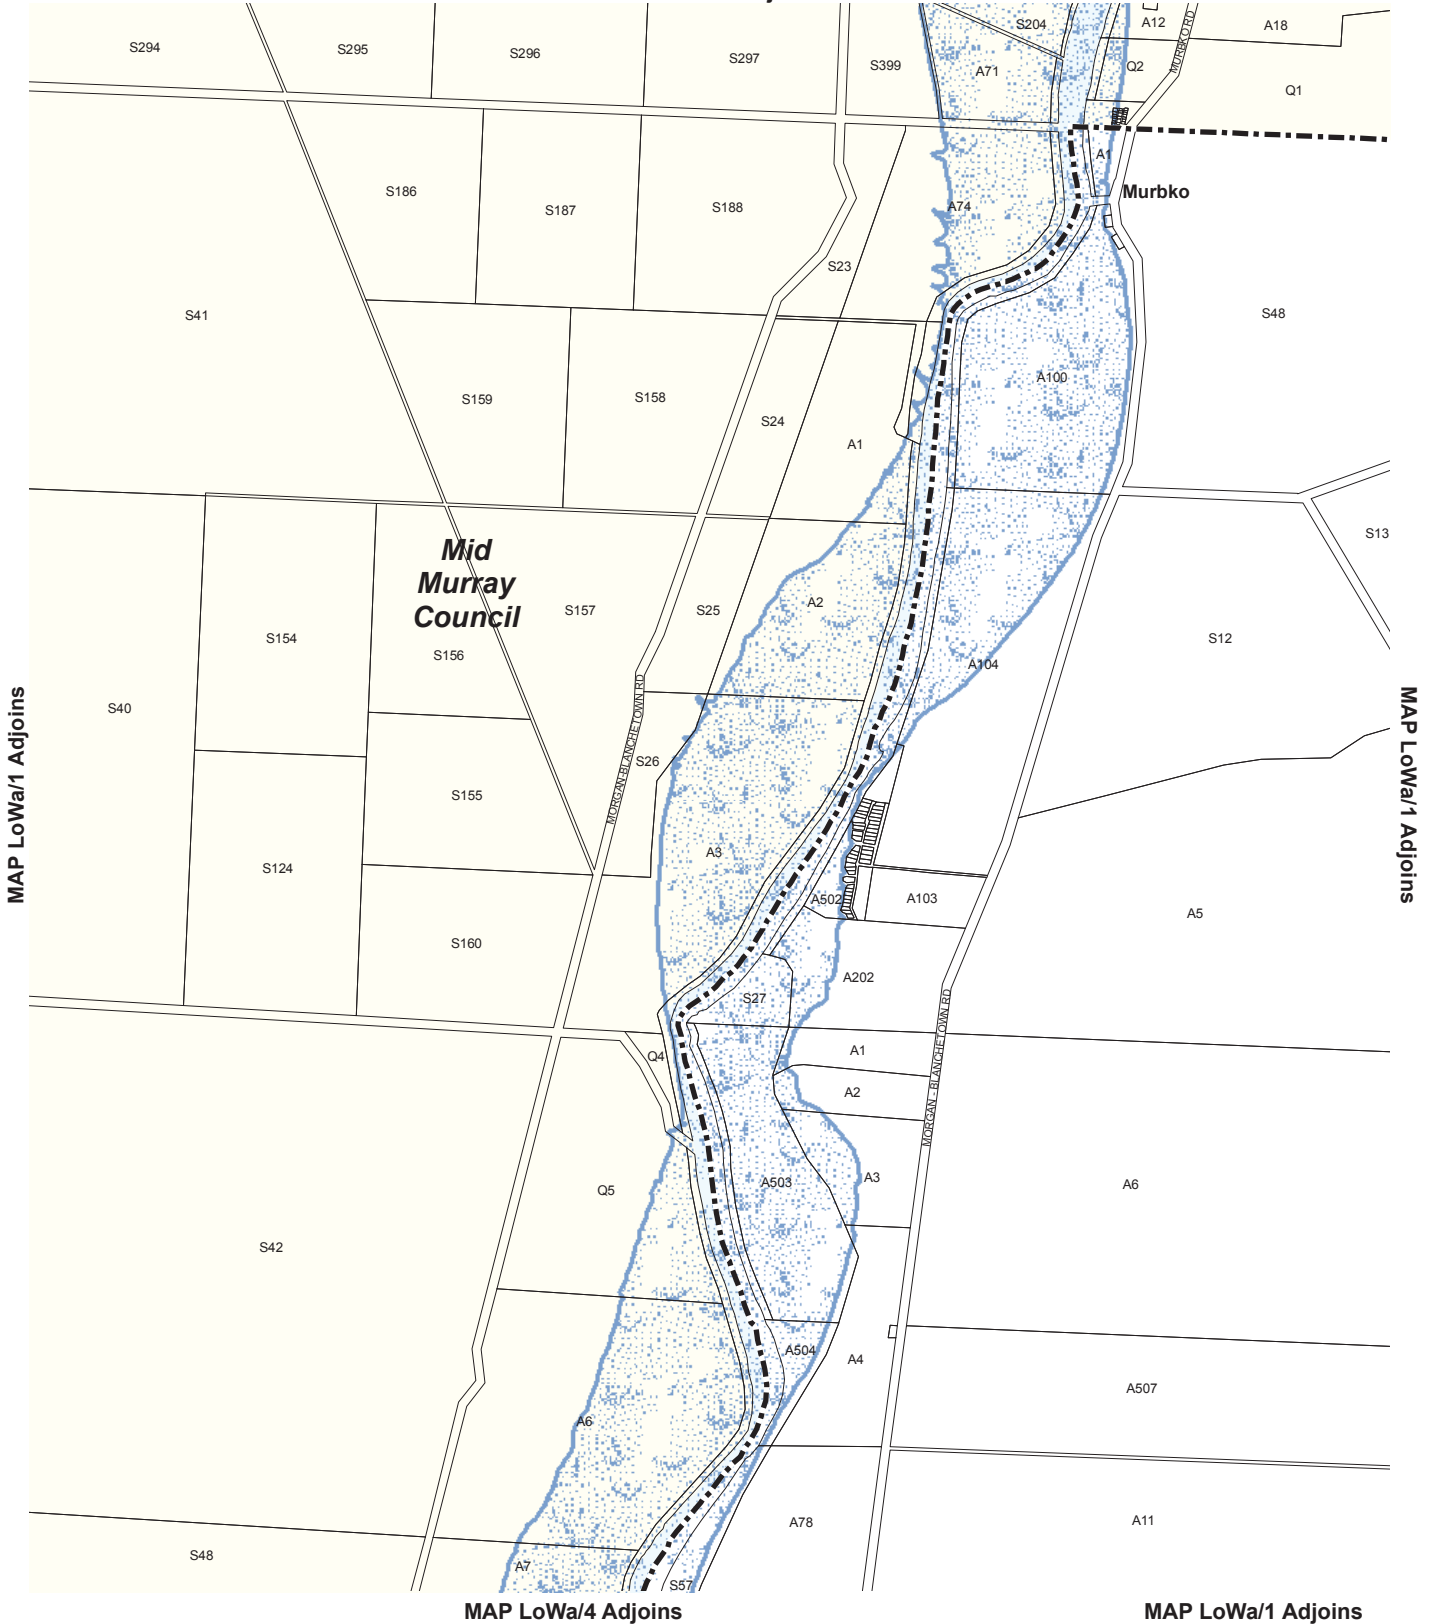 S204
A12
A18
S294
S295
S296
S297
S399
A71
Q2
MURBKO RD
Q1
A1
Murbko
S186
S187
S188
A74
S23
S41
S48
A100
S159
S158
S24
A1
S13
Mid
Murray
Council
S154
S156
S157
S25
A2
S12
A104
S40
MAP LoWa/1 Adjoins
MAP LoWa/1 Adjoins
MORGAN-BLANCHETOWN RD
S26
S155
S124
A3
A502
A103
A5
S160
A202
S27
MORGAN - BLANCHETOWN RD
Q4
A1
A2
A503
A3
A6
Q5
S42
A504
A4
A507
A6
A78
A11
S48
A7
S57
MAP LoWa/4 Adjoins
MAP LoWa/1 Adjoins